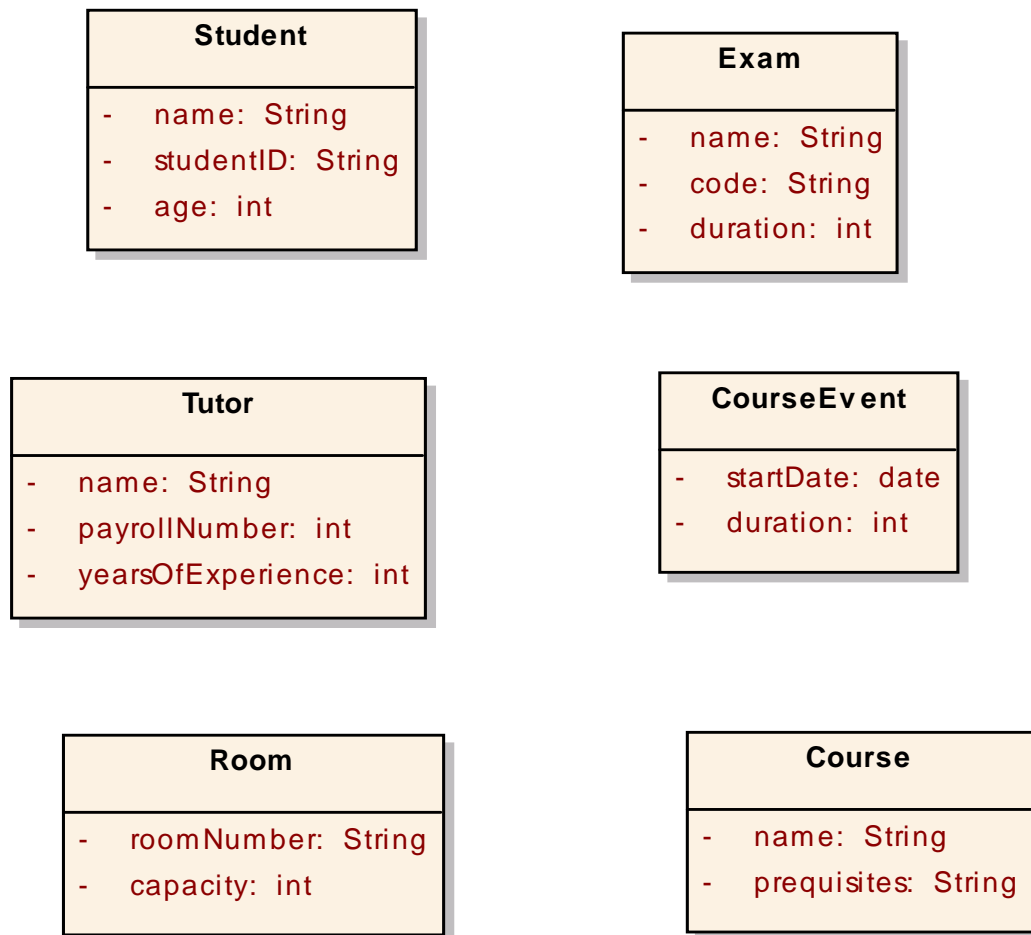 Student
- name: String
- studentID: String
- age: int
Exam
- name: String
- code: String
- duration: int
Tutor
- name: String
- payrollNumber: int
- yearsOfExperience: int
CourseEvent
- startDate: date
- duration: int
Room
- roomNumber: String
- capacity: int
Course
- name: String
- prequisites: String